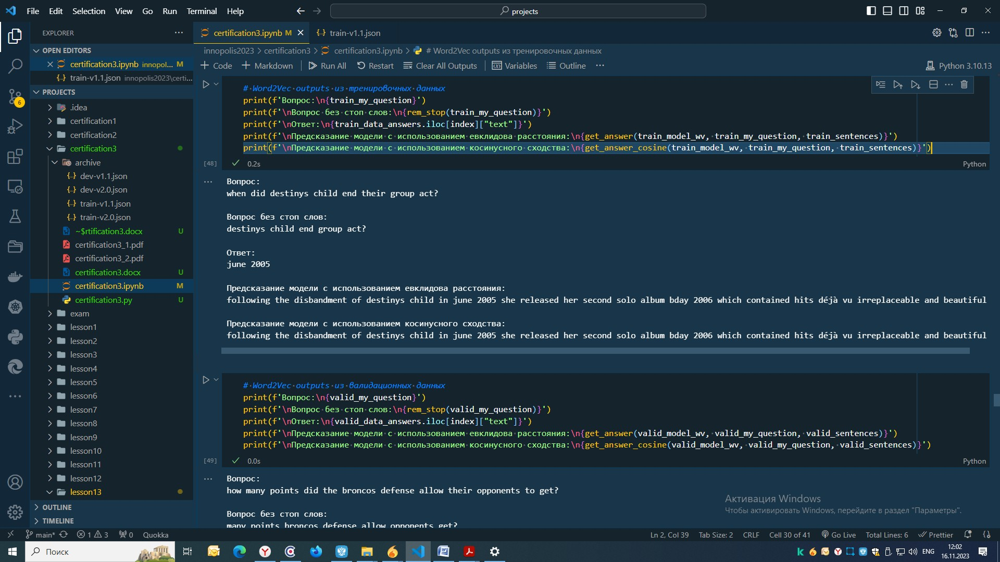 File Edit Selection View Go Run Terminal Help
projects
EXPLORER
certification3.ipynb M
train-v1.1.json
OPEN EDITORS
certification3.ipynb innopol... M
train-v1.1.json innopolis2023\certi...
PROJECTS
.idea
certification1
certification2
certification3
archive
dev-v1.1.json
dev-v2.0.json
train-v1.1.json
train-v2.0.json
~$rtification3.docx U
certification3_1.pdf
certification3_2.pdf
certification3.docx U
certification3.ipynb M
certification3.py U
exam
lesson1
lesson2
lesson3
lesson4
lesson5
lesson6
lesson7
lesson8
lesson9
lesson10
lesson11
lesson12
lesson13
OUTLINE
TIMELINE
6
innopolis2023 > certification3 > certification3.ipynb > # Word2Vec outputs из тренировочных данных
+ Code + Markdown Run All Restart Clear All Outputs Variables Outline ... Python 3.10.13
# Word2Vec outputs из тренировочных данных
print(f'Вопрос:\n{train_my_question}')
print(f'\nВопрос без стоп слов:\n{rem_stop(train_my_question)}')
print(f'\nОтвет:\n{train_data_answers.iloc[index]["text"]}')
print(f'\nПредсказание модели с использованием евклидова расстояния:\n{get_answer(train_model_wv, train_my_question, train_sentences)}')
print(f'\nПредсказание модели с использованием косинусного сходства:\n{get_answer_cosine(train_model_wv, train_my_question, train_sentences)}')
[48] 0.2s Python
Вопрос:
when did destinys child end their group act?
Вопрос без стоп слов:
destinys child end group act?
Ответ:
june 2005
Предсказание модели с использованием евклидова расстояния:
following the disbandment of destinys child in june 2005 she released her second solo album bday 2006 which contained hits déjà vu irreplaceable and beautiful
Предсказание модели с использованием косинусного сходства:
following the disbandment of destinys child in june 2005 she released her second solo album bday 2006 which contained hits déjà vu irreplaceable and beautiful
# Word2Vec outputs из валидационных данных
print(f'Вопрос:\n{valid_my_question}')
print(f'\nВопрос без стоп слов:\n{rem_stop(valid_my_question)}')
print(f'\nОтвет:\n{valid_data_answers.iloc[index]["text"]}')
print(f'\nПредсказание модели с использованием евклидова расстояния:\n{get_answer(valid_model_wv, valid_my_question, valid_sentences)}')
print(f'\nПредсказание модели с использованием косинусного сходства:\n{get_answer_cosine(valid_model_wv, valid_my_question, valid_sentences)}')
[49] 0.0s Python
Вопрос:
how many points did the broncos defense allow their opponents to get?
Вопрос без стоп слов:
many points broncos defense allow opponents get?
Активация Windows
Чтобы активировать Windows, перейдите в раздел "Параметры".
main* 1 3 0 Quokka Ln 2, Col 39 Tab Size: 2 CRLF Cell 30 of 41 Go Live Total Lines: 6 Prettier
Поиск ENG 12:02
16.11.2023